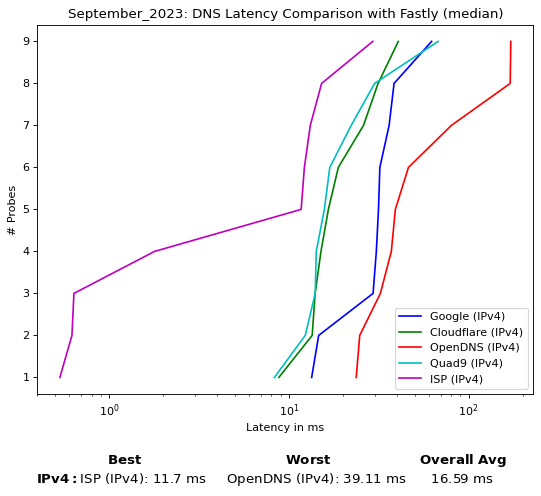 September_2023: DNS Latency Comparison with Fastly (median)
# Probes
9
8
7
6
5
4
3
2
1
Google (IPv4)
Cloudflare (IPv4)
OpenDNS (IPv4)
Quad9 (IPv4)
ISP (IPv4)
10⁰ 10¹ 10²
Latency in ms
Best Worst Overall Avg
IPv4: ISP (IPv4): 11.7 ms OpenDNS (IPv4): 39.11 ms 16.59 ms